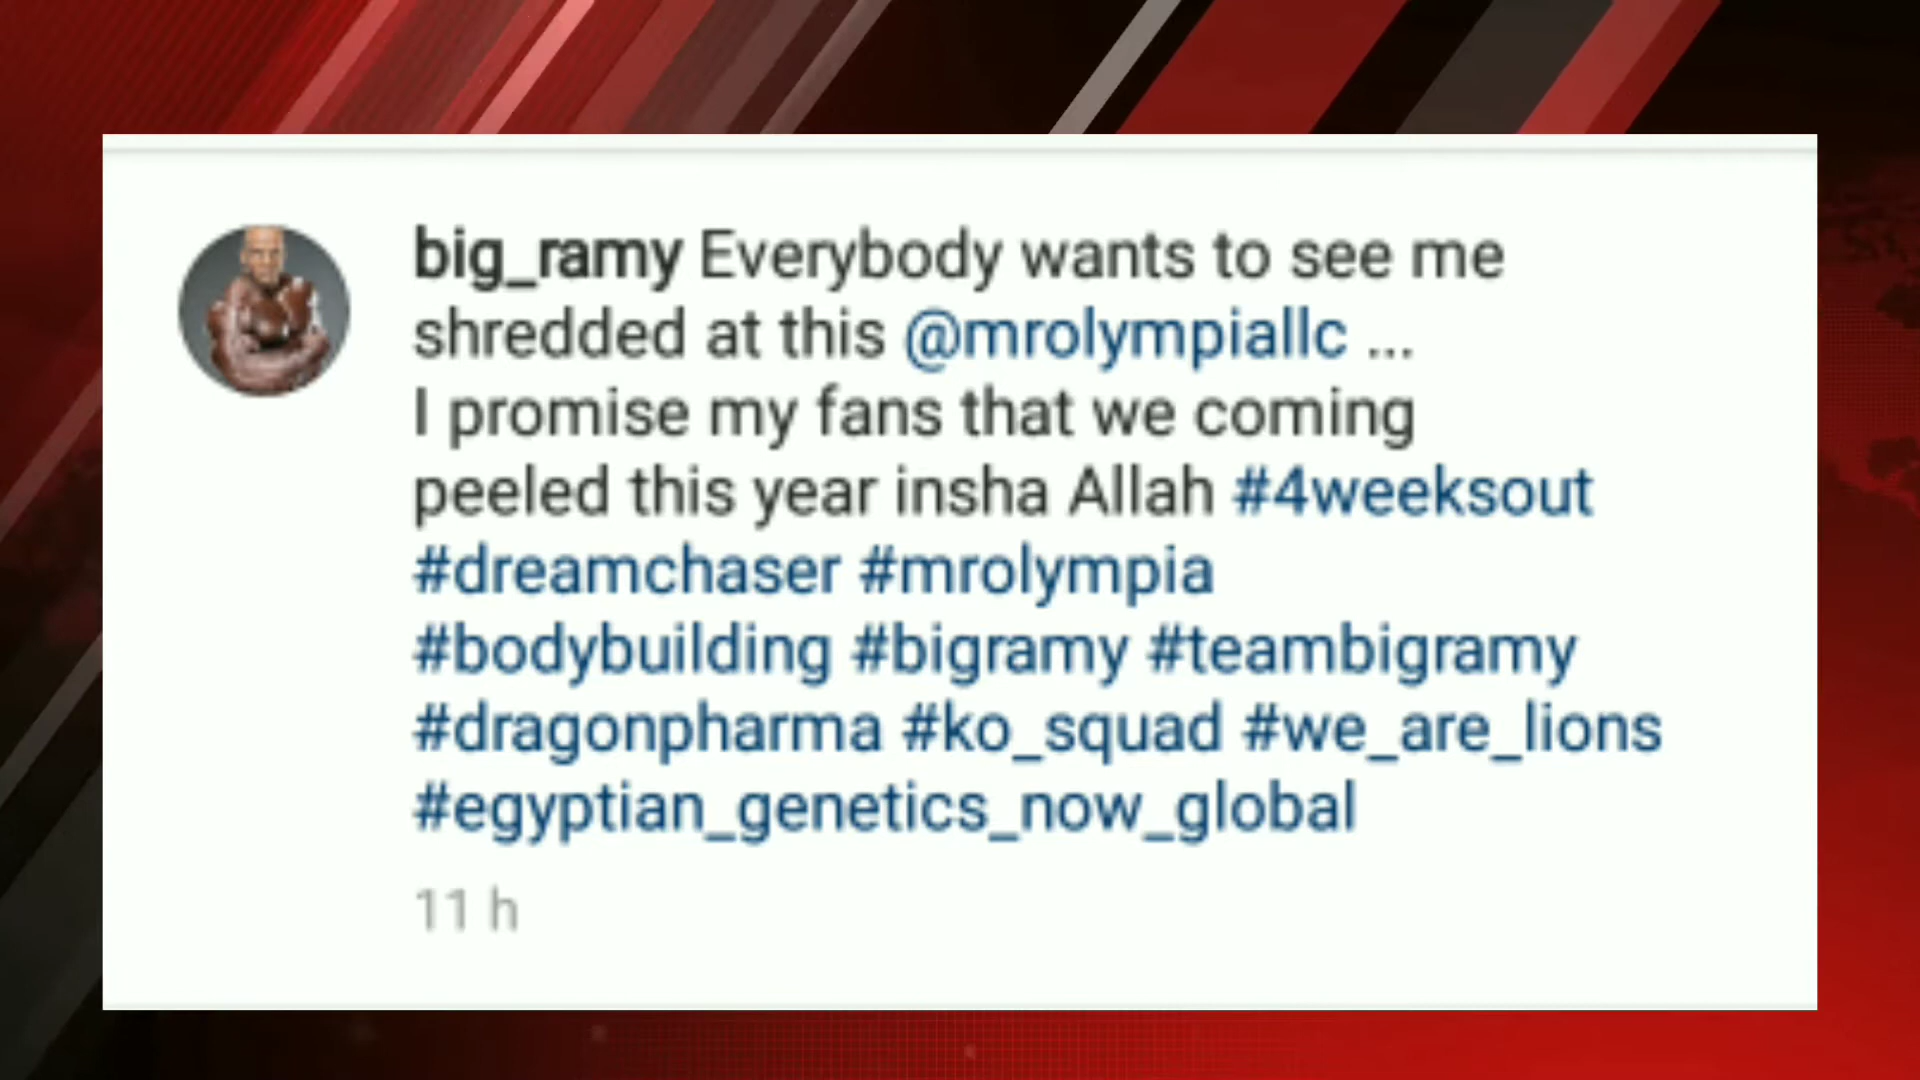 big_ramy Everybody wants to see me
shredded at this @mrolympiallc ...
I promise my fans that we coming
peeled this year insha Allah #4weeksout
#dreamchaser #mrolympia
#bodybuilding #bigramy #teambigramy
#dragonpharma #ko_squad #we_are_lions
#egyptian_genetics_now_global
11 h